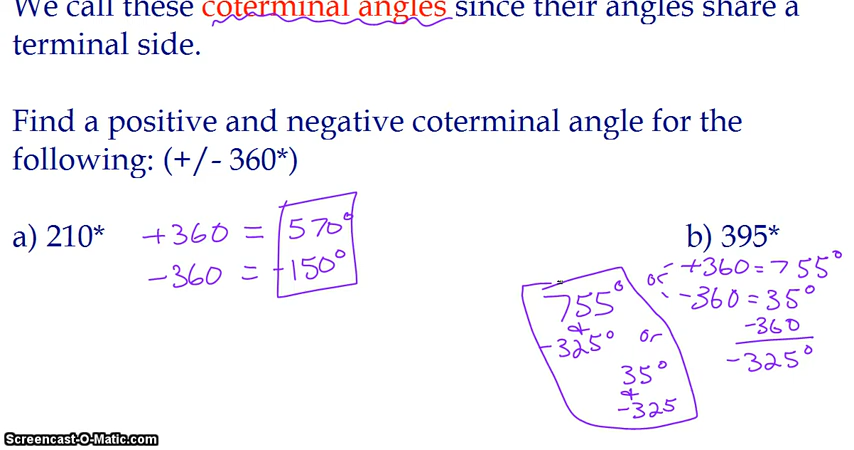 We call these coterminal angles since their angles share a
terminal side.
Find a positive and negative coterminal angle for the
following: (+/- 360*)
a) 210*
+360 = 570°
-360 = -150°
b) 395*
or +360 = 755°
-360 = 35°
-360
-325°
755°
&
-325° or
35°
&
-325
Screencast-O-Matic.com